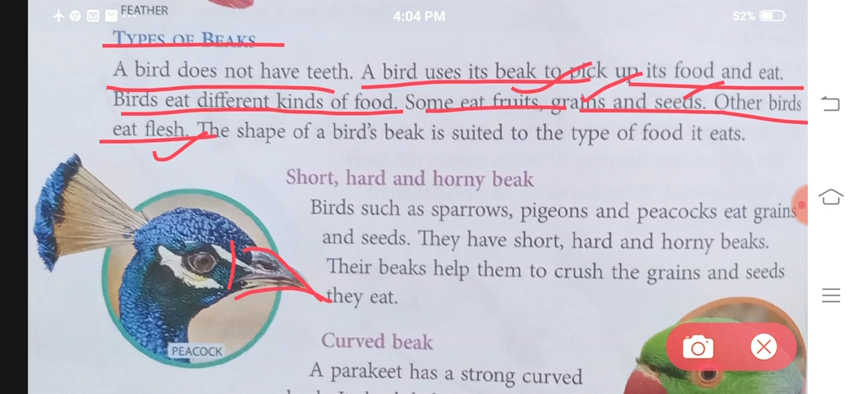 FEATHER
4:04 PM
52%
TYPES OF BEAKS
A bird does not have teeth. A bird uses its beak to pick up its food and eat.
Birds eat different kinds of food. Some eat fruits, grains and seeds. Other birds
eat flesh. The shape of a bird's beak is suited to the type of food it eats.
Short, hard and horny beak
Birds such as sparrows, pigeons and peacocks eat grains
and seeds. They have short, hard and horny beaks.
Their beaks help them to crush the grains and seeds
they eat.
PEACOCK
Curved beak
A parakeet has a strong curved